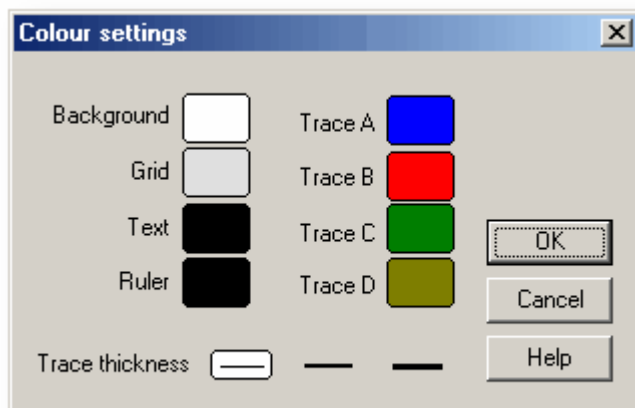 Colour settings
Background
Trace A
Grid
Trace B
Text
Trace C
OK
Ruler
Trace D
Cancel
Trace thickness
Help